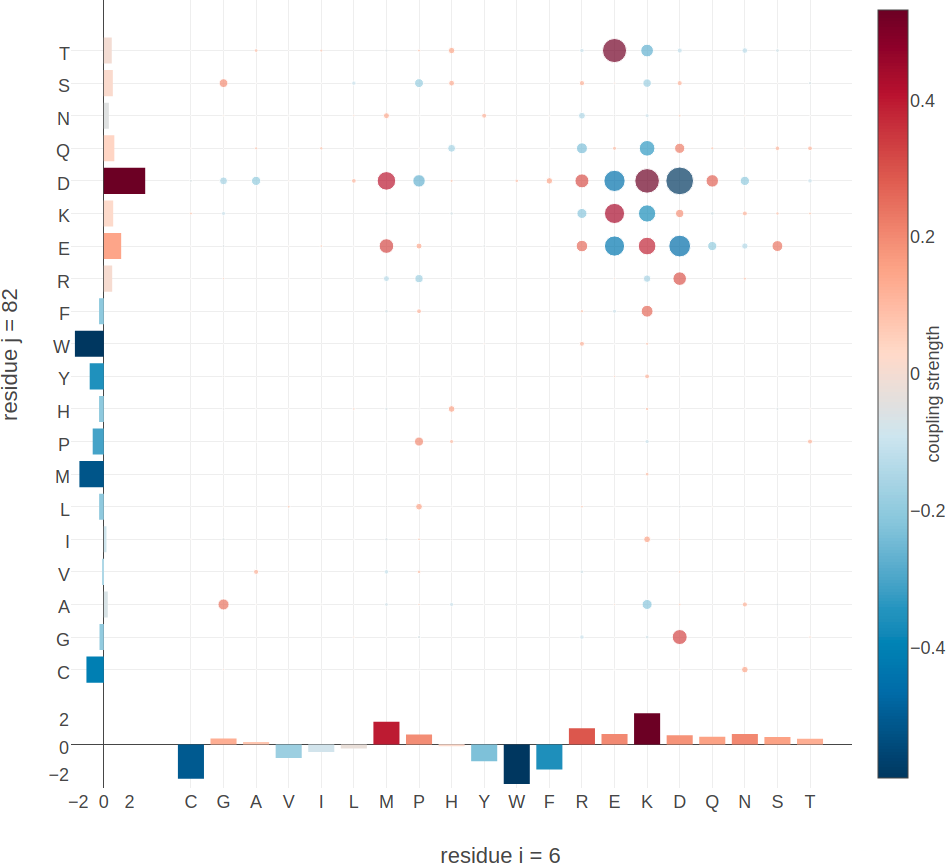 T
S
N
Q
D
K
E
R
F
W
Y
H
P
M
L
I
V
A
G
C
residue j = 82
2
0
−2
−2 0 2
C G A V I L M P H Y W F R E K D Q N S T
residue i = 6
0.4
0.2
0
−0.2
−0.4
coupling strength